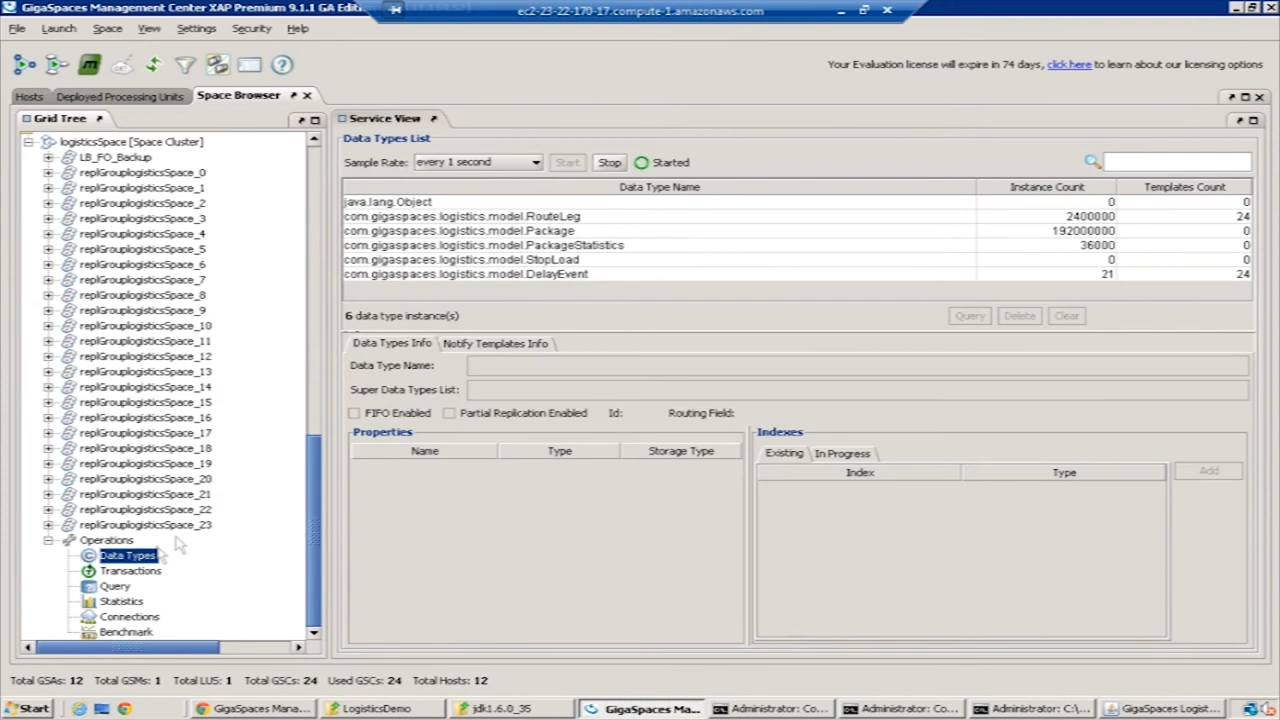 GigaSpaces Management Center XAP Premium 9.1.1 GA Editi
ec2-23-22-170-17.compute-1.amazonaws.com
File Launch Space View Settings Security Help
Your Evaluation license will expire in 74 days, click here to learn about our licensing options
Hosts Deployed Processing Units Space Browser
Grid Tree
logisticsSpace [Space Cluster]
LB_FO_Backup
replGrouplogisticsSpace_0
replGrouplogisticsSpace_1
replGrouplogisticsSpace_2
replGrouplogisticsSpace_3
replGrouplogisticsSpace_4
replGrouplogisticsSpace_5
replGrouplogisticsSpace_6
replGrouplogisticsSpace_7
replGrouplogisticsSpace_8
replGrouplogisticsSpace_9
replGrouplogisticsSpace_10
replGrouplogisticsSpace_11
replGrouplogisticsSpace_12
replGrouplogisticsSpace_13
replGrouplogisticsSpace_14
replGrouplogisticsSpace_15
replGrouplogisticsSpace_16
replGrouplogisticsSpace_17
replGrouplogisticsSpace_18
replGrouplogisticsSpace_19
replGrouplogisticsSpace_20
replGrouplogisticsSpace_21
replGrouplogisticsSpace_22
replGrouplogisticsSpace_23
Operations
Data Types
Transactions
Query
Statistics
Connections
Benchmark
Service View
Data Types List
Sample Rate: every 1 second Start Stop Started
Data Type Name Instance Count Templates Count
java.lang.Object 0 0
com.gigaspaces.logistics.model.RouteLeg 2400000 24
com.gigaspaces.logistics.model.Package 192000000 0
com.gigaspaces.logistics.model.PackageStatistics 36000 0
com.gigaspaces.logistics.model.StopLoad 0 0
com.gigaspaces.logistics.model.DelayEvent 21 24
6 data type instance(s) Query Delete Clear
Data Types Info Notify Templates Info
Data Type Name:
Super Data Types List:
FIFO Enabled Partial Replication Enabled Id: Routing Field:
Properties
Name Type Storage Type
Indexes
Existing In Progress
Index Type Add
Total GSAs: 12 Total GSMs: 1 Total LUS: 1 Total GSCs: 24 Used GSCs: 24 Total Hosts: 12
Start GigaSpaces Mana... LogisticsDemo jdk1.6.0_35 GigaSpaces Ma... Administrator: Co... Administrator: Co... Administrator: C:\... GigaSpaces Logist...